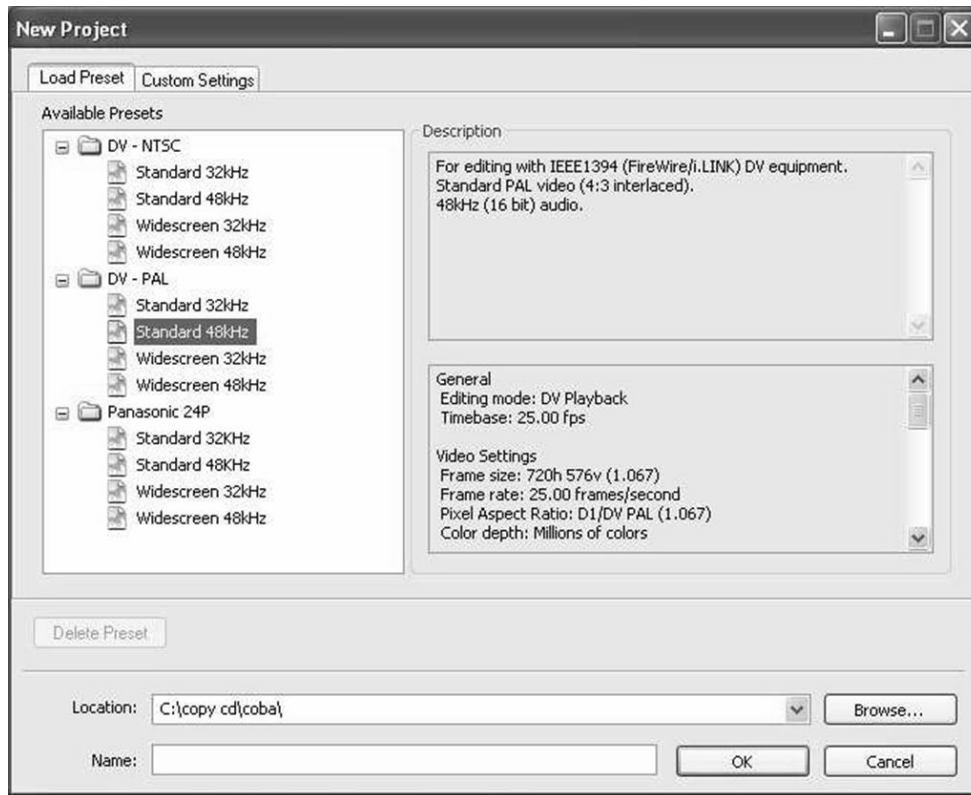 New Project
Load Preset
Custom Settings
Available Presets
DV - NTSC
Standard 32kHz
Standard 48kHz
Widescreen 32kHz
Widescreen 48kHz
DV - PAL
Standard 32kHz
Standard 48kHz
Widescreen 32kHz
Widescreen 48kHz
Panasonic 24P
Standard 32KHz
Standard 48KHz
Widescreen 32kHz
Widescreen 48kHz
Description
For editing with IEEE1394 (FireWire/i.LINK) DV equipment.
Standard PAL video (4:3 interlaced).
48kHz (16 bit) audio.
General
Editing mode: DV Playback
Timebase: 25.00 fps
Video Settings
Frame size: 720h 576v (1.067)
Frame rate: 25.00 frames/second
Pixel Aspect Ratio: D1/DV PAL (1.067)
Color depth: Millions of colors
Delete Preset
Location: C:\copy cd\coba\
Browse...
Name:
OK
Cancel